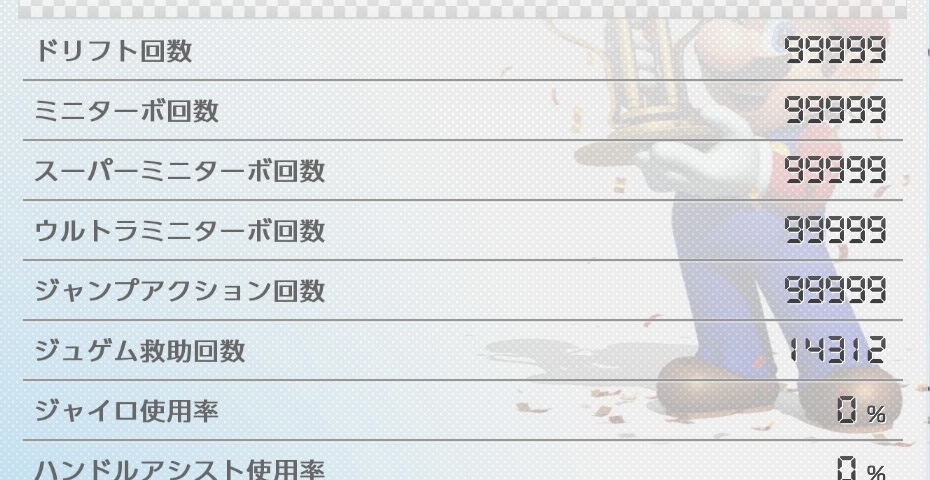 ドリフト回数 99999
ミニターボ回数 99999
スーパーミニターボ回数 99999
ウルトラミニターボ回数 99999
ジャンプアクション回数 99999
ジュゲム救助回数 14312
ジャイロ使用率 0 %
ハンドルアシスト使用率 0 %